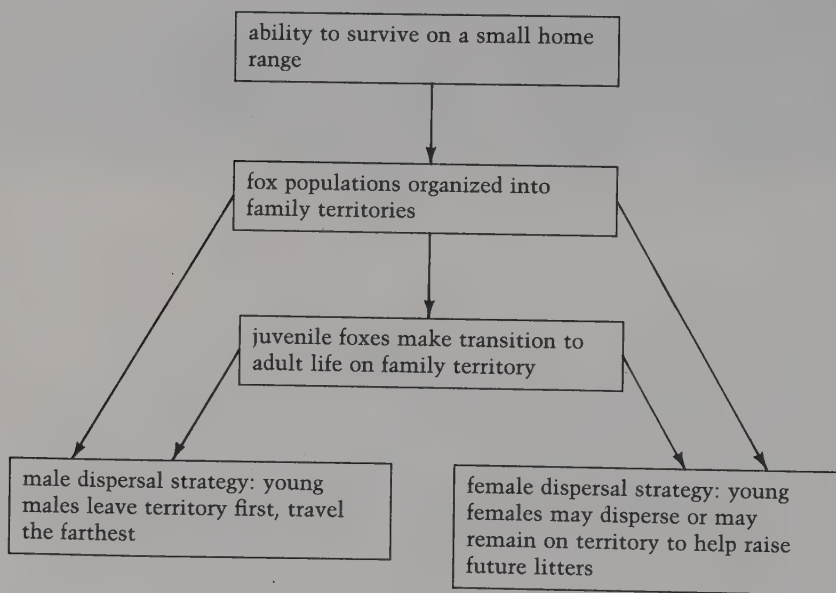 ability to survive on a small home
range
fox populations organized into
family territories
juvenile foxes make transition to
adult life on family territory
male dispersal strategy: young
males leave territory first, travel
the farthest
female dispersal strategy: young
females may disperse or may
remain on territory to help raise
future litters